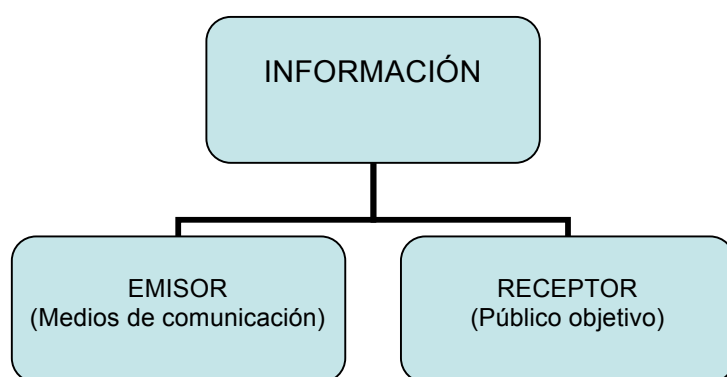 INFORMACIÓN
EMISOR
(Medios de comunicación)
RECEPTOR
(Público objetivo)